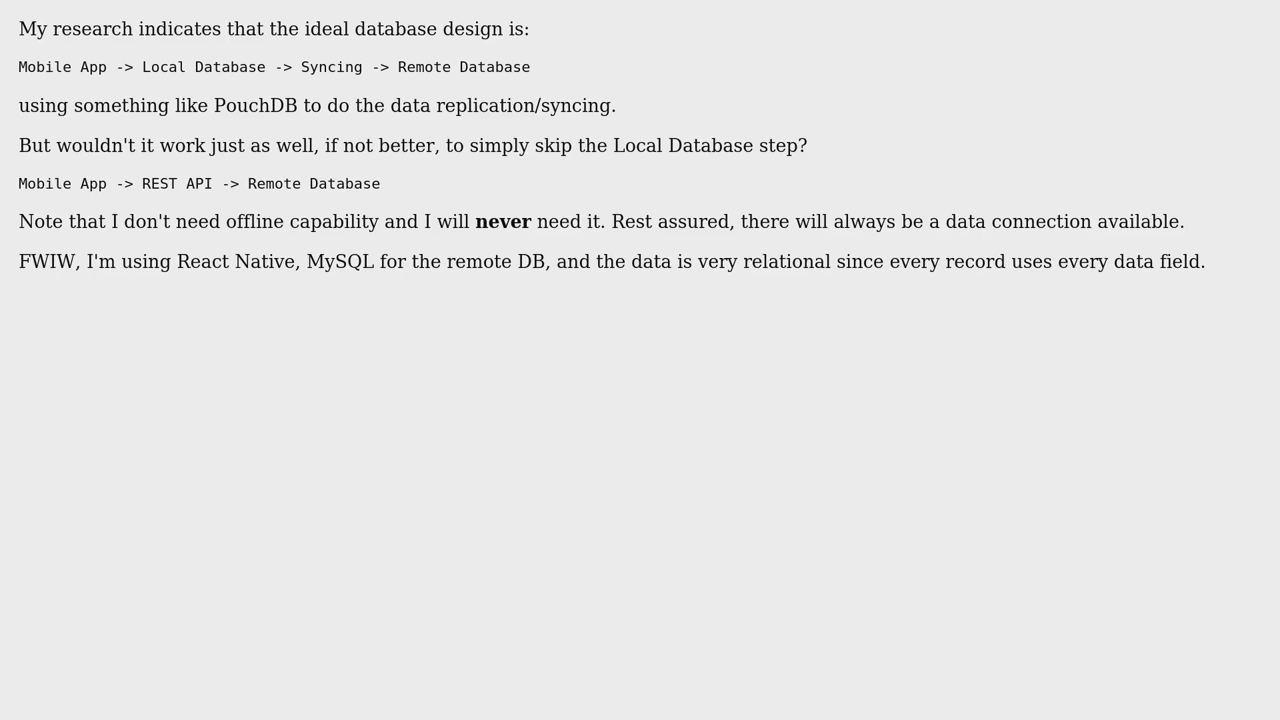 My research indicates that the ideal database design is:
Mobile App -> Local Database -> Syncing -> Remote Database
using something like PouchDB to do the data replication/syncing.
But wouldn't it work just as well, if not better, to simply skip the Local Database step?
Mobile App -> REST API -> Remote Database
Note that I don't need offline capability and I will never need it. Rest assured, there will always be a data connection available.
FWIW, I'm using React Native, MySQL for the remote DB, and the data is very relational since every record uses every data field.